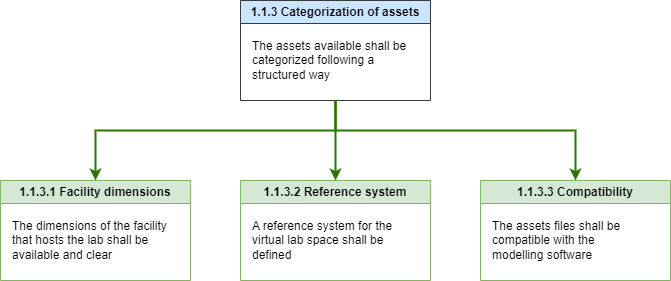 1.1.3 Categorization of assets
The assets available shall be
categorized following a
structured way
1.1.3.1 Facility dimensions
The dimensions of the facility
that hosts the lab shall be
available and clear
1.1.3.2 Reference system
A reference system for the
virtual lab space shall be
defined
1.1.3.3 Compatibility
The assets files shall be
compatible with the
modelling software